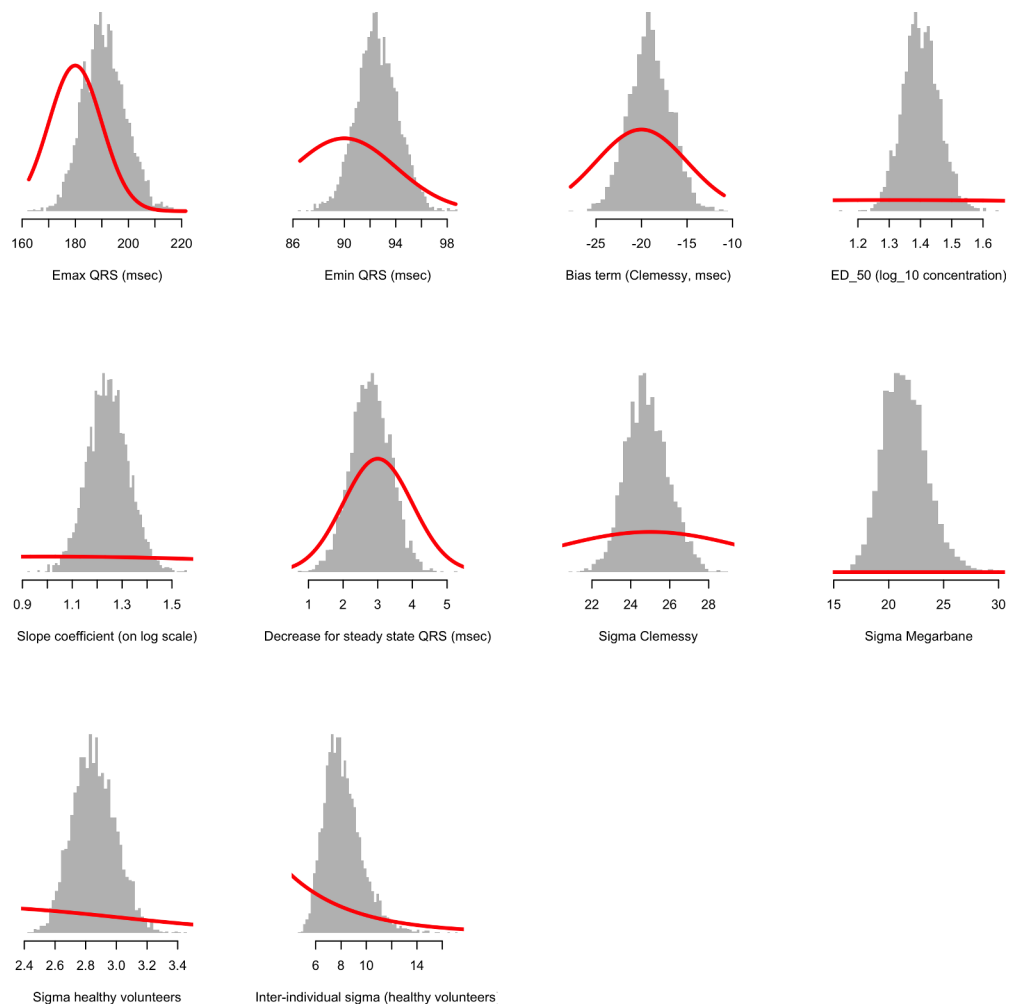 160 180 200 220
Emax QRS (msec)
86 90 94 98
Emin QRS (msec)
-25 -20 -15 -10
Bias term (Clemessy, msec)
1.2 1.3 1.4 1.5 1.6
ED_50 (log_10 concentration)
0.9 1.1 1.3 1.5
Slope coefficient (on log scale)
1 2 3 4 5
Decrease for steady state QRS (msec)
22 24 26 28
Sigma Clemessy
15 20 25 30
Sigma Megarbane
2.4 2.6 2.8 3.0 3.2 3.4
Sigma healthy volunteers
6 8 10 14
Inter-individual sigma (healthy volunteers